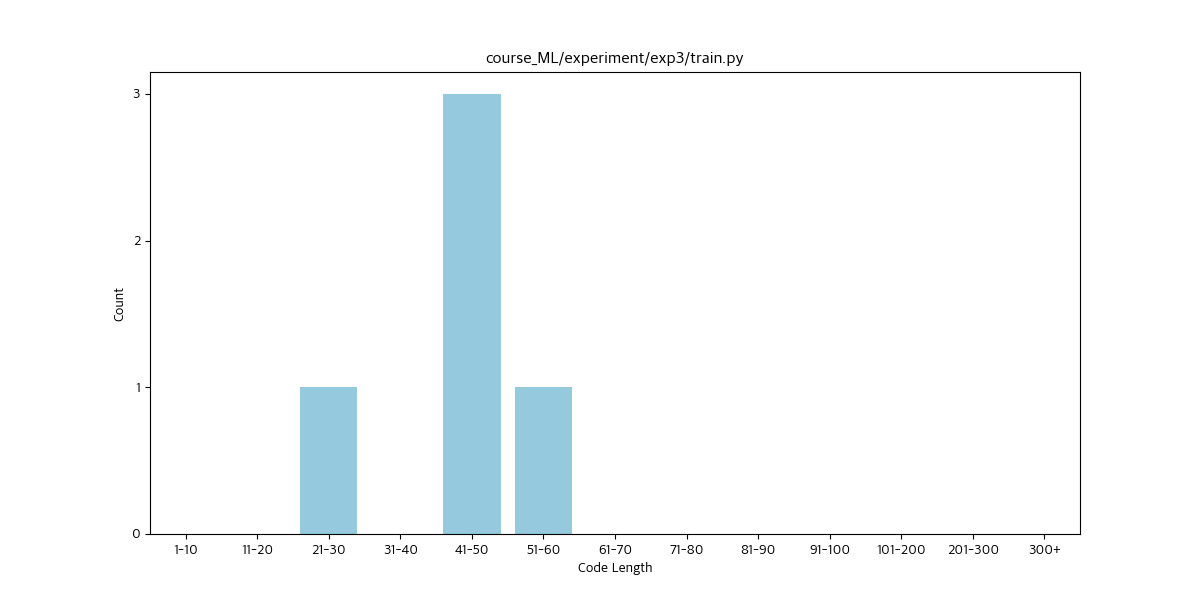 course_ML/experiment/exp3/train.py
3
2
1
0
Count
1-10 11-20 21-30 31-40 41-50 51-60 61-70 71-80 81-90 91-100 101-200 201-300 300+
Code Length